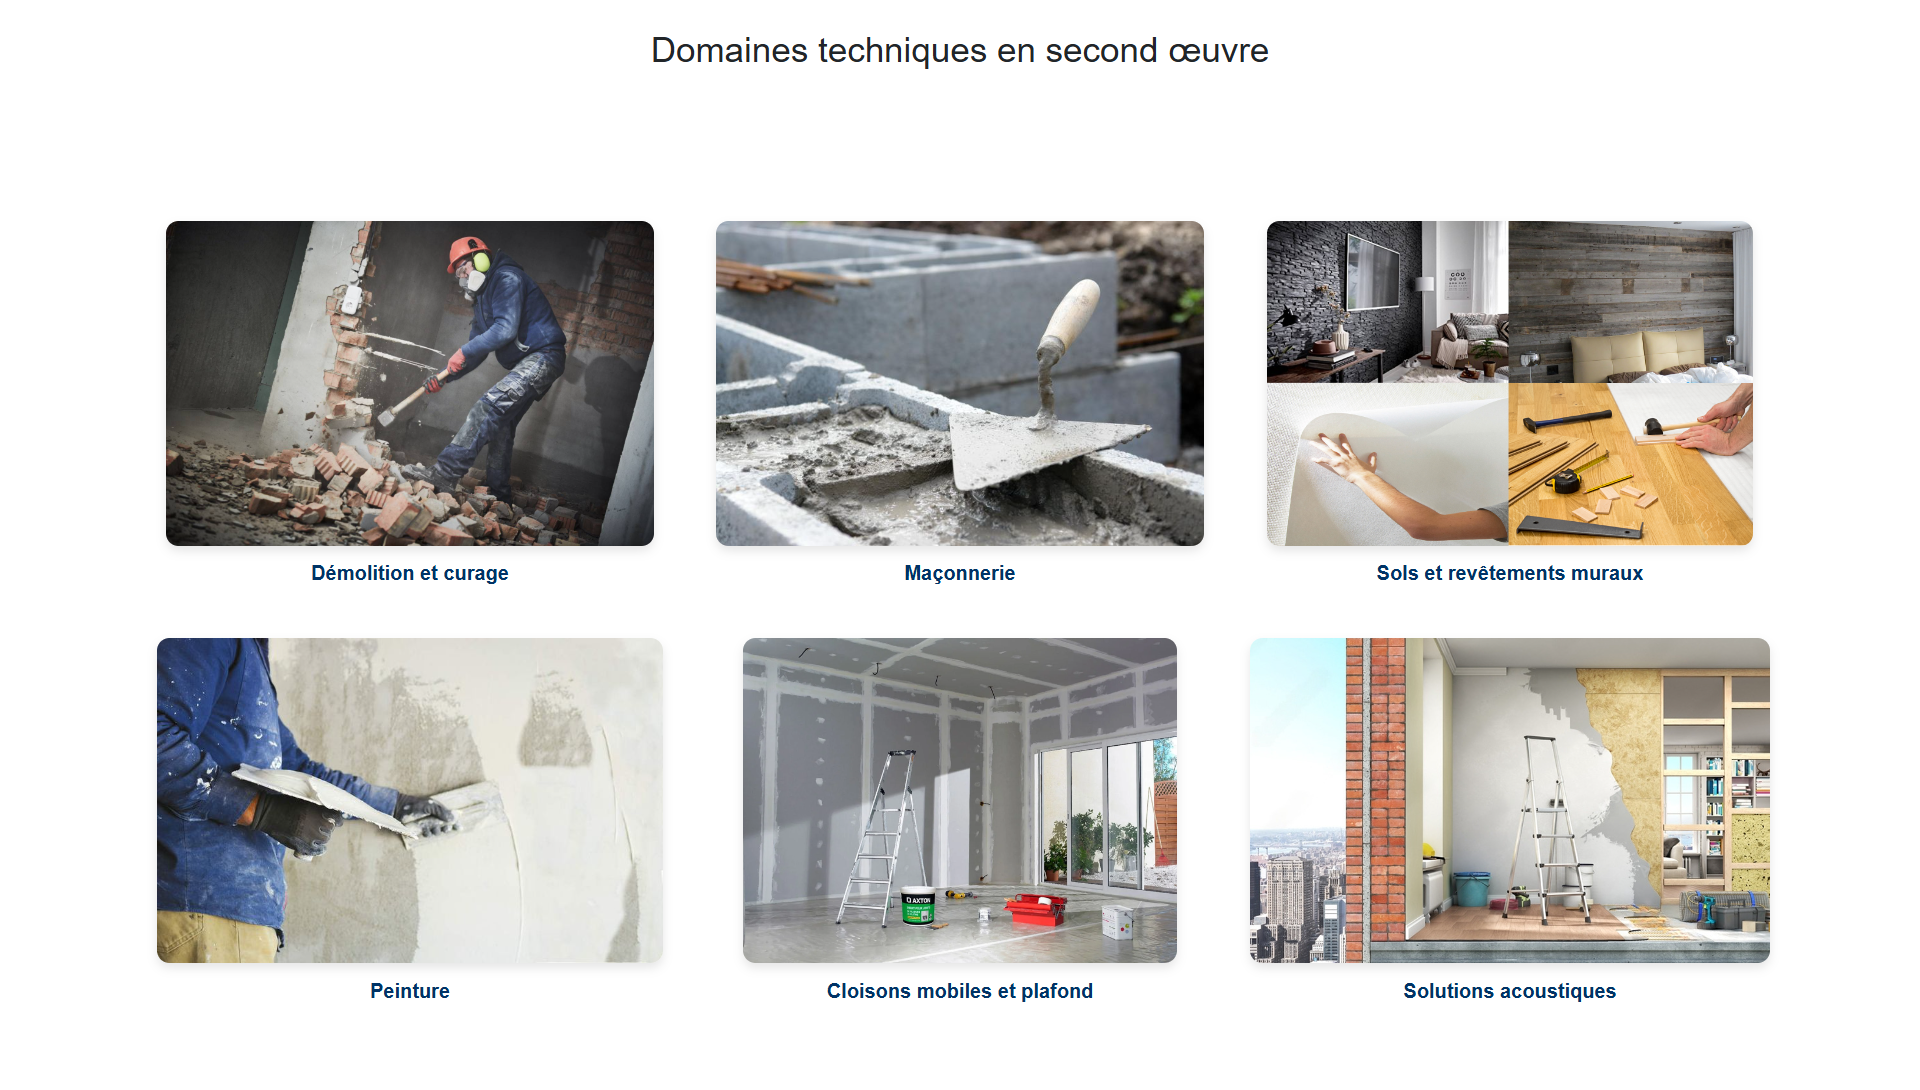 Domaines techniques en second œuvre
Démolition et curage
Maçonnerie
Sols et revêtements muraux
AXTON
Peinture
Cloisons mobiles et plafond
Solutions acoustiques